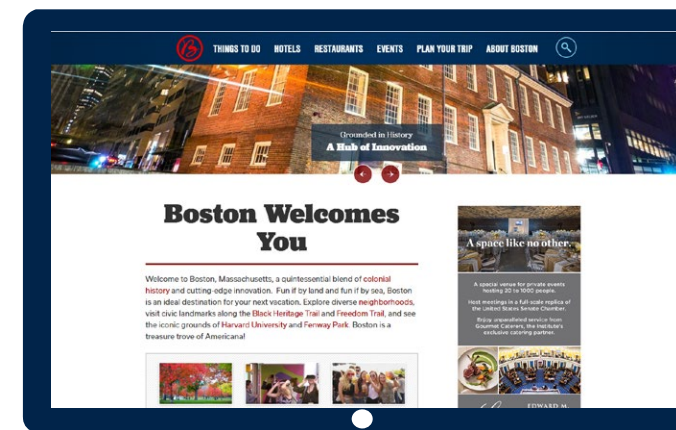 B
THINGS TO DO HOTELS RESTAURANTS EVENTS PLAN YOUR TRIP ABOUT BOSTON
Grounded in History
A Hub of Innovation
Boston Welcomes
You
Welcome to Boston, Massachusetts, a quintessential blend of colonial
history and cutting-edge innovation. Fun if by land and fun if by sea, Boston
is an ideal destination for your next vacation. Explore diverse neighborhoods,
visit civic landmarks along the Black Heritage Trail and Freedom Trail, and see
the iconic grounds of Harvard University and Fenway Park. Boston is a
treasure trove of Americana!
A space like no other.
A special venue for private events
hosting 20 to 1000 people.
Host meetings in a full-scale replica of
the United States Senate Chamber.
Enjoy unparalleled service from
Gourmet Caterers, the Institute's
exclusive catering partner.
EDWARD M.